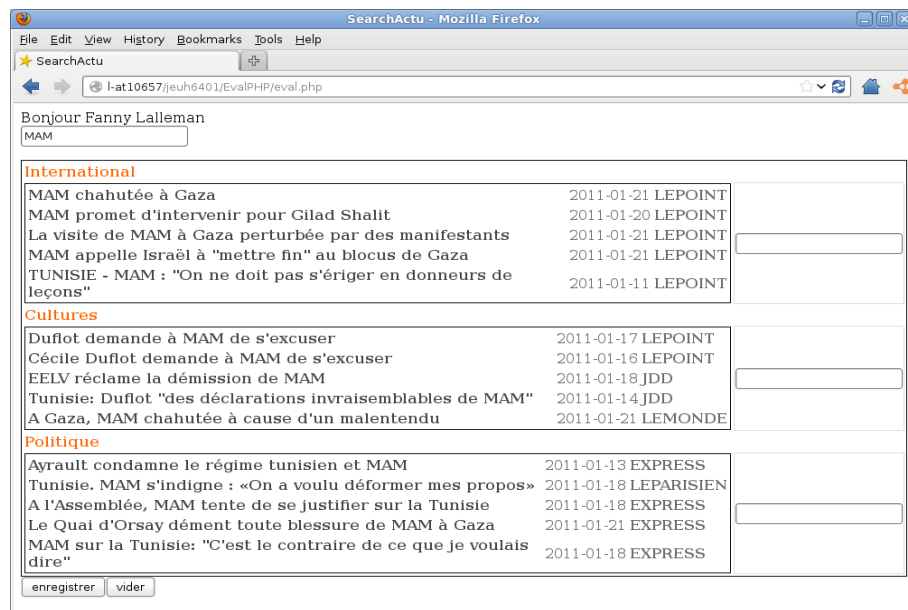 SearchActu - Mozilla Firefox
File Edit View History Bookmarks Tools Help
SearchActu
l-at10657/jeuh6401/EvalPHP/eval.php
Bonjour Fanny Lalleman
MAM
International
MAM chahutée à Gaza 2011-01-21 LEPOINT
MAM promet d'intervenir pour Gilad Shalit 2011-01-20 LEPOINT
La visite de MAM à Gaza perturbée par des manifestants 2011-01-21 LEPOINT
MAM appelle Israël à "mettre fin" au blocus de Gaza 2011-01-21 LEPOINT
TUNISIE - MAM : "On ne doit pas s'ériger en donneurs de
leçons" 2011-01-11 LEPOINT
Cultures
Duflot demande à MAM de s'excuser 2011-01-17 LEPOINT
Cécile Duflot demande à MAM de s'excuser 2011-01-16 LEPOINT
EELV réclame la démission de MAM 2011-01-18 JDD
Tunisie: Duflot "des déclarations invraisemblables de MAM" 2011-01-14 JDD
A Gaza, MAM chahutée à cause d'un malentendu 2011-01-21 LEMONDE
Politique
Ayrault condamne le régime tunisien et MAM 2011-01-13 EXPRESS
Tunisie. MAM s'indigne : «On a voulu déformer mes propos» 2011-01-18 LEPARISIEN
A l'Assemblée, MAM tente de se justifier sur la Tunisie 2011-01-18 EXPRESS
Le Quai d'Orsay dément toute blessure de MAM à Gaza 2011-01-21 EXPRESS
MAM sur la Tunisie: "C'est le contraire de ce que je voulais
dire" 2011-01-18 EXPRESS
enregistrer vider